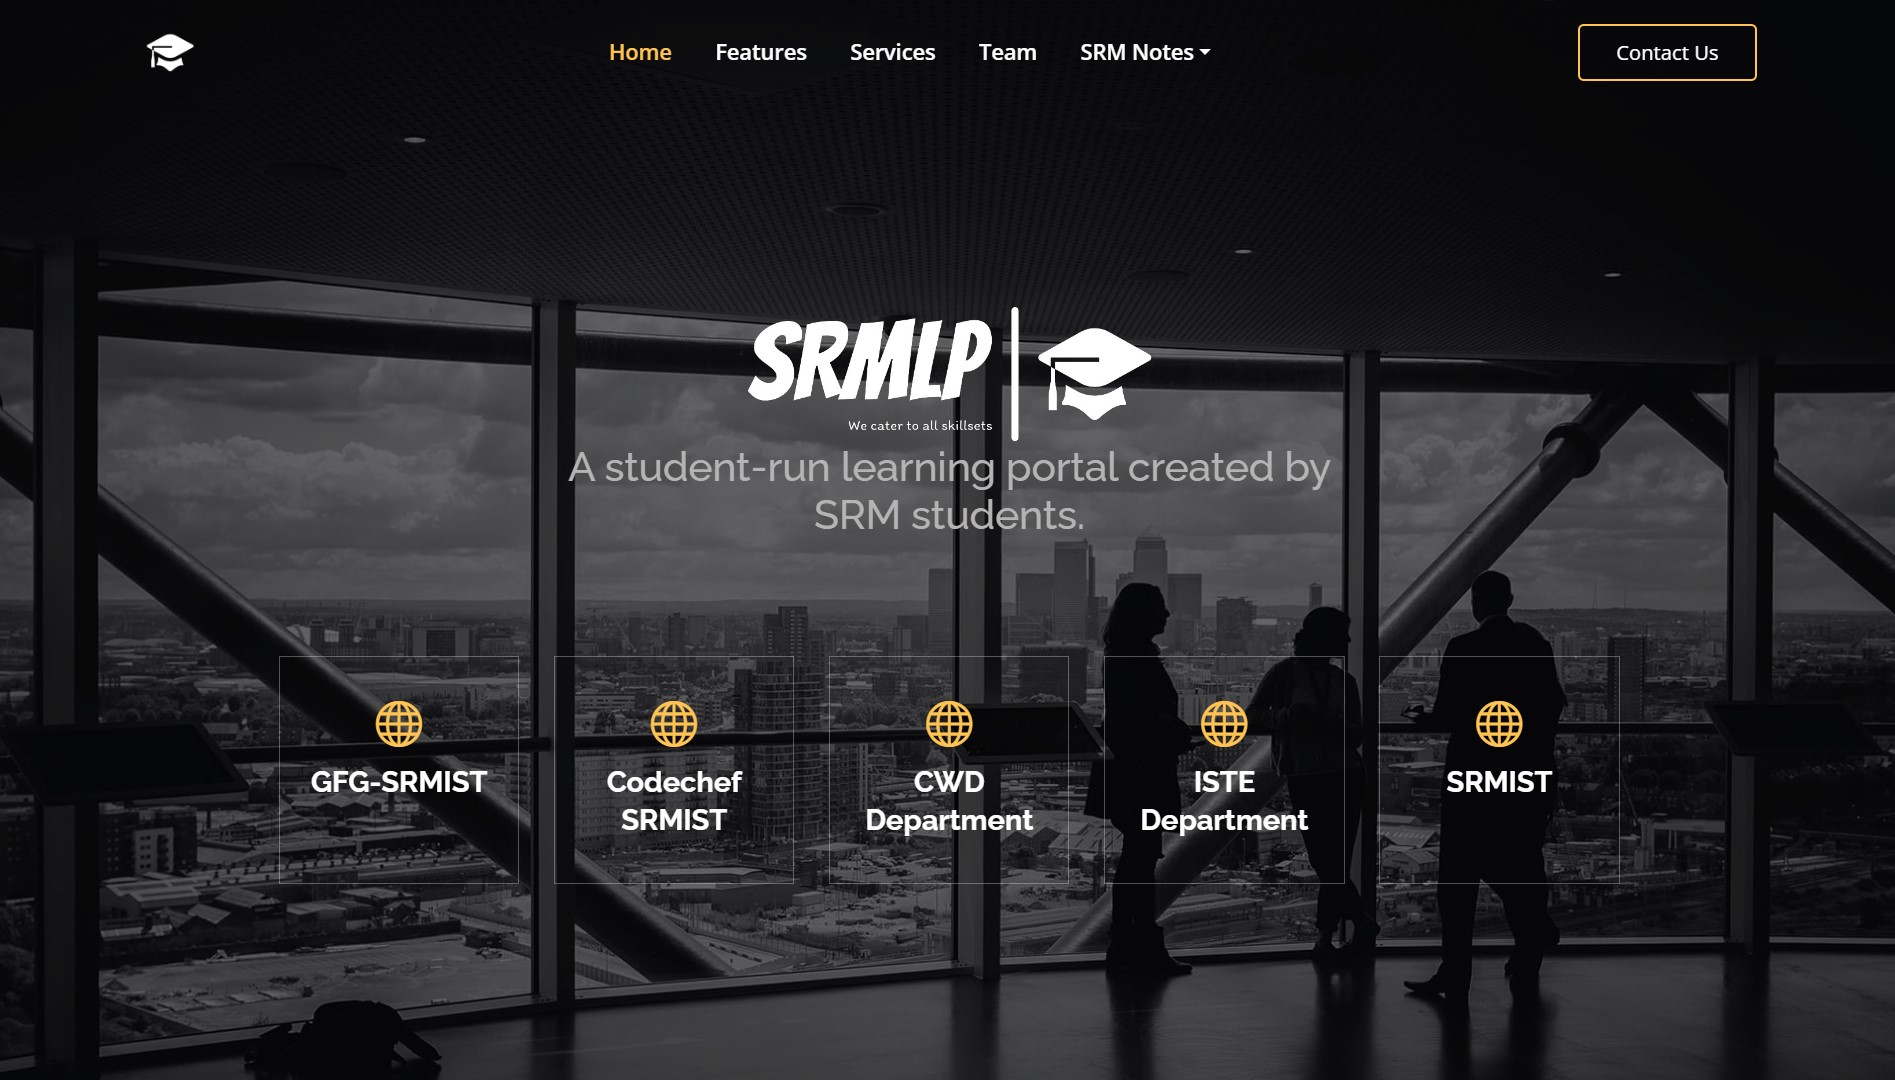 Home Features Services Team SRM Notes Contact Us
SRMLP
We cater to all skillsets
A student-run learning portal created by
SRM students.
GFG-SRMIST
Codechef
SRMIST
CWD
Department
ISTE
Department
SRMIST